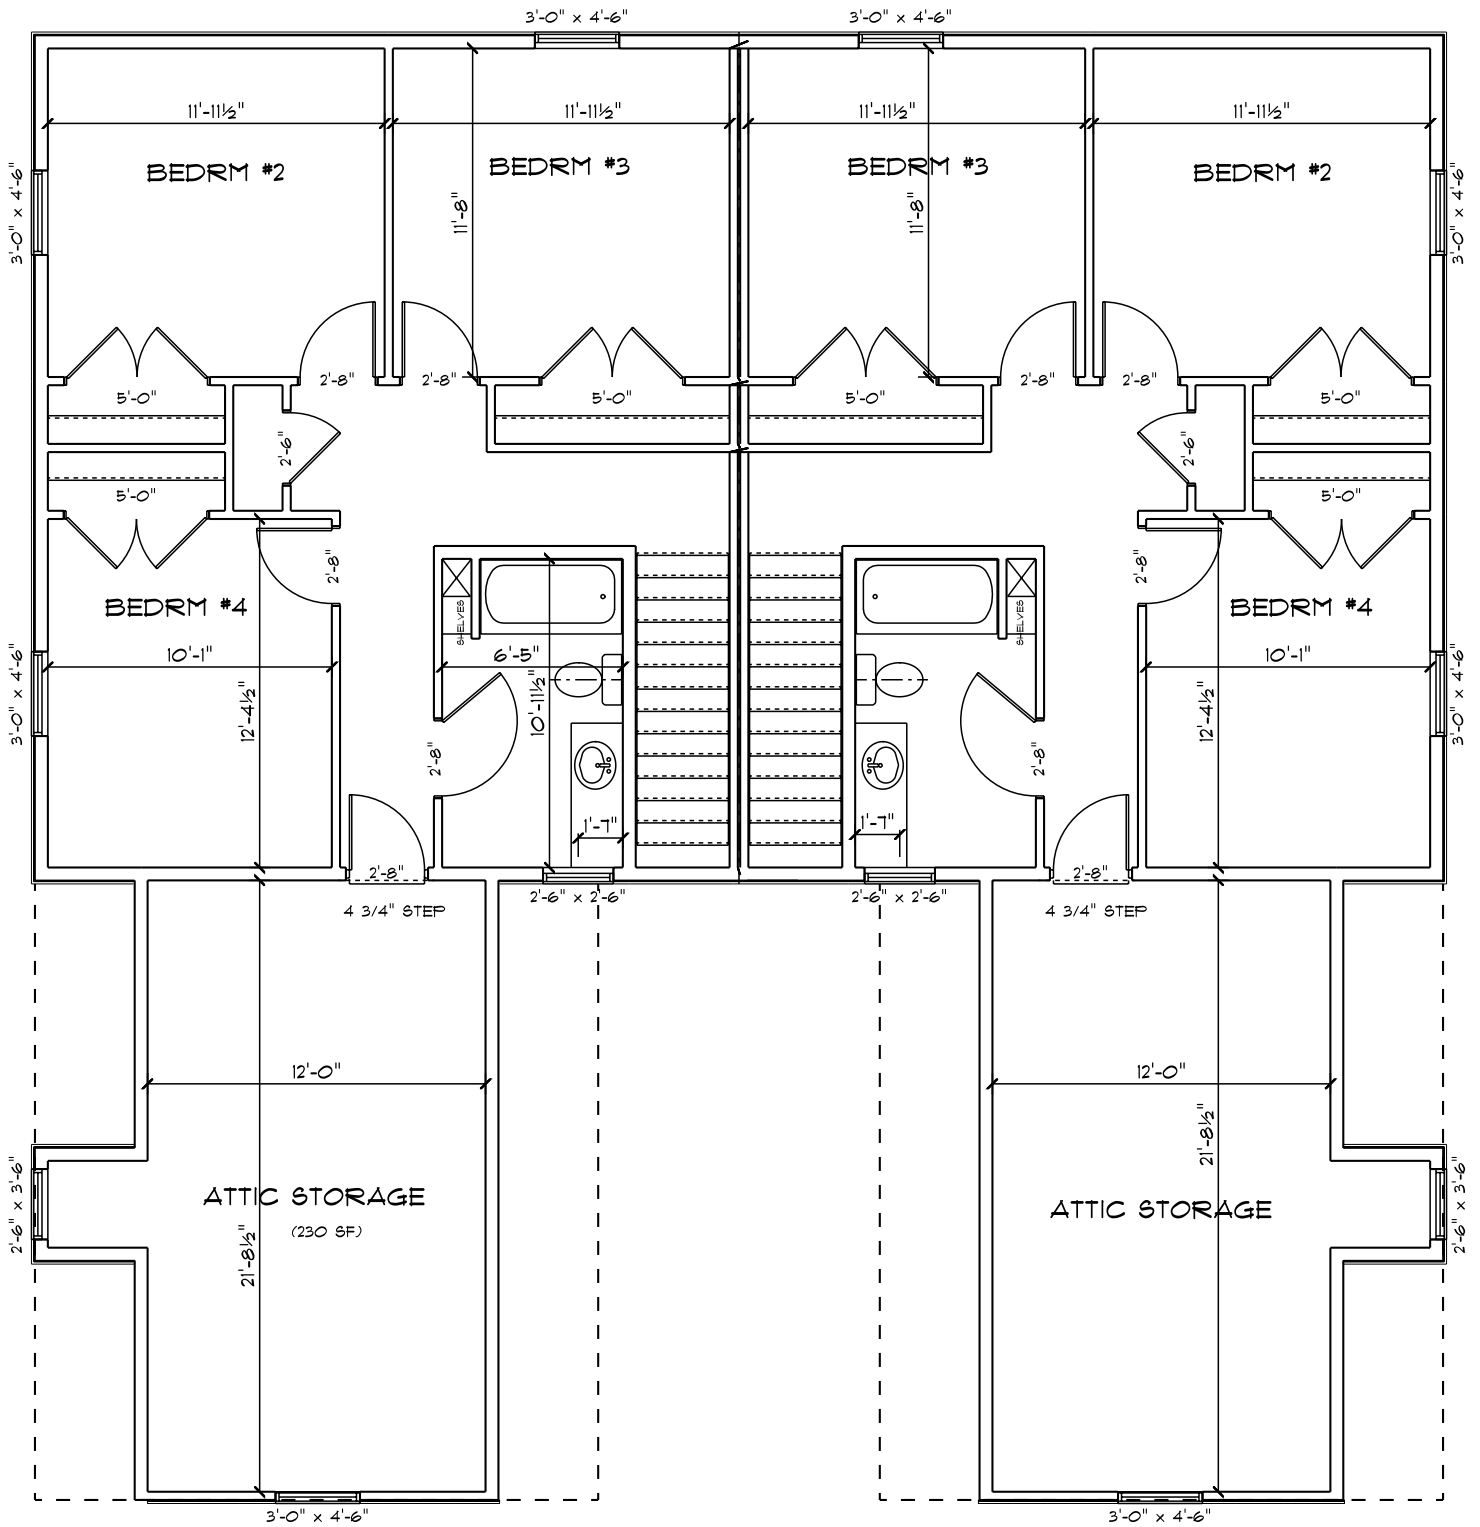 3'-0" x 4'-6" 3'-0" x 4'-6"
11'-11½" 11'-11½" 11'-11½" 11'-11½"
BEDRM #2 BEDRM #3 BEDRM #3 BEDRM #2
3'-0" x 4'-6" 11'-8" 11'-8" 3'-0" x 4'-6"
2'-8" 2'-8" 2'-8" 2'-8"
5'-0" 5'-0" 5'-0" 5'-0"
2'-6" 2'-6"
5'-0" 5'-0"
2'-8" 2'-8"
BEDRM #4 SHELVES SHELVES BEDRM #4
10'-1" 6'-5" 10'-1"
3'-0" x 4'-6" 12'-4½" 10'-11½" 12'-4½" 3'-0" x 4'-6"
2'-8" 2'-8"
1'-7" 1'-7"
2'-8" 2'-8"
2'-6" x 2'-6" 2'-6" x 2'-6"
4 3/4" STEP 4 3/4" STEP
12'-0" 12'-0"
21'-8½"
2'-6" x 3'-6" ATTIC STORAGE ATTIC STORAGE 2'-6" x 3'-6"
(230 SF)
21'-8½"
3'-0" x 4'-6" 3'-0" x 4'-6"